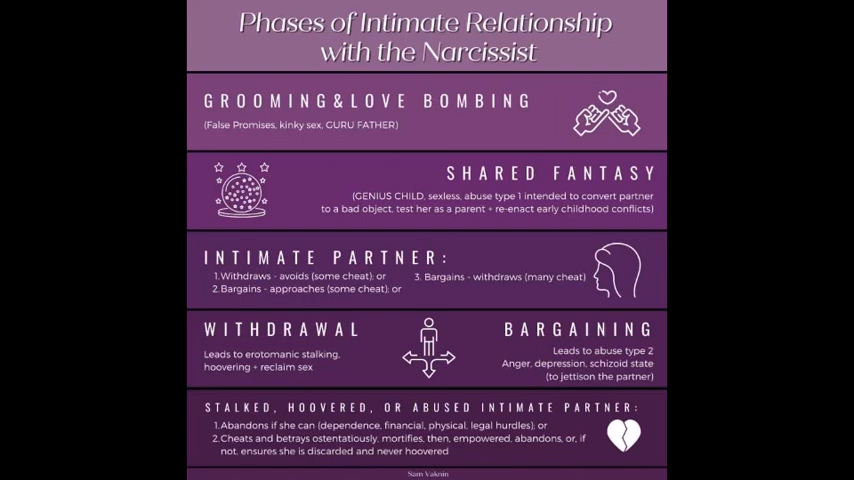 Phases of Intimate Relationship
with the Narcissist
GROOMING&LOVE BOMBING
(False Promises, kinky sex, GURU FATHER)
SHARED FANTASY
(GENIUS CHILD, sexless, abuse type 1 intended to convert partner
to a bad object, test her as a parent + re-enact early childhood conflicts)
INTIMATE PARTNER:
1. Withdraws - avoids (some cheat); or
2. Bargains - approaches (some cheat); or
3. Bargains - withdraws (many cheat)
WITHDRAWAL
Leads to erotomanic stalking,
hoovering + reclaim sex
BARGAINING
Leads to abuse type 2
Anger, depression, schizoid state
(to jettison the partner)
STALKED, HOOVERED, OR ABUSED INTIMATE PARTNER:
1. Abandons if she can (dependence, financial, physical, legal hurdles); or
2. Cheats and betrays ostentatiously, mortifies, then, empowered, abandons, or, if
not, ensures she is discarded and never hoovered
Sam Vaknin